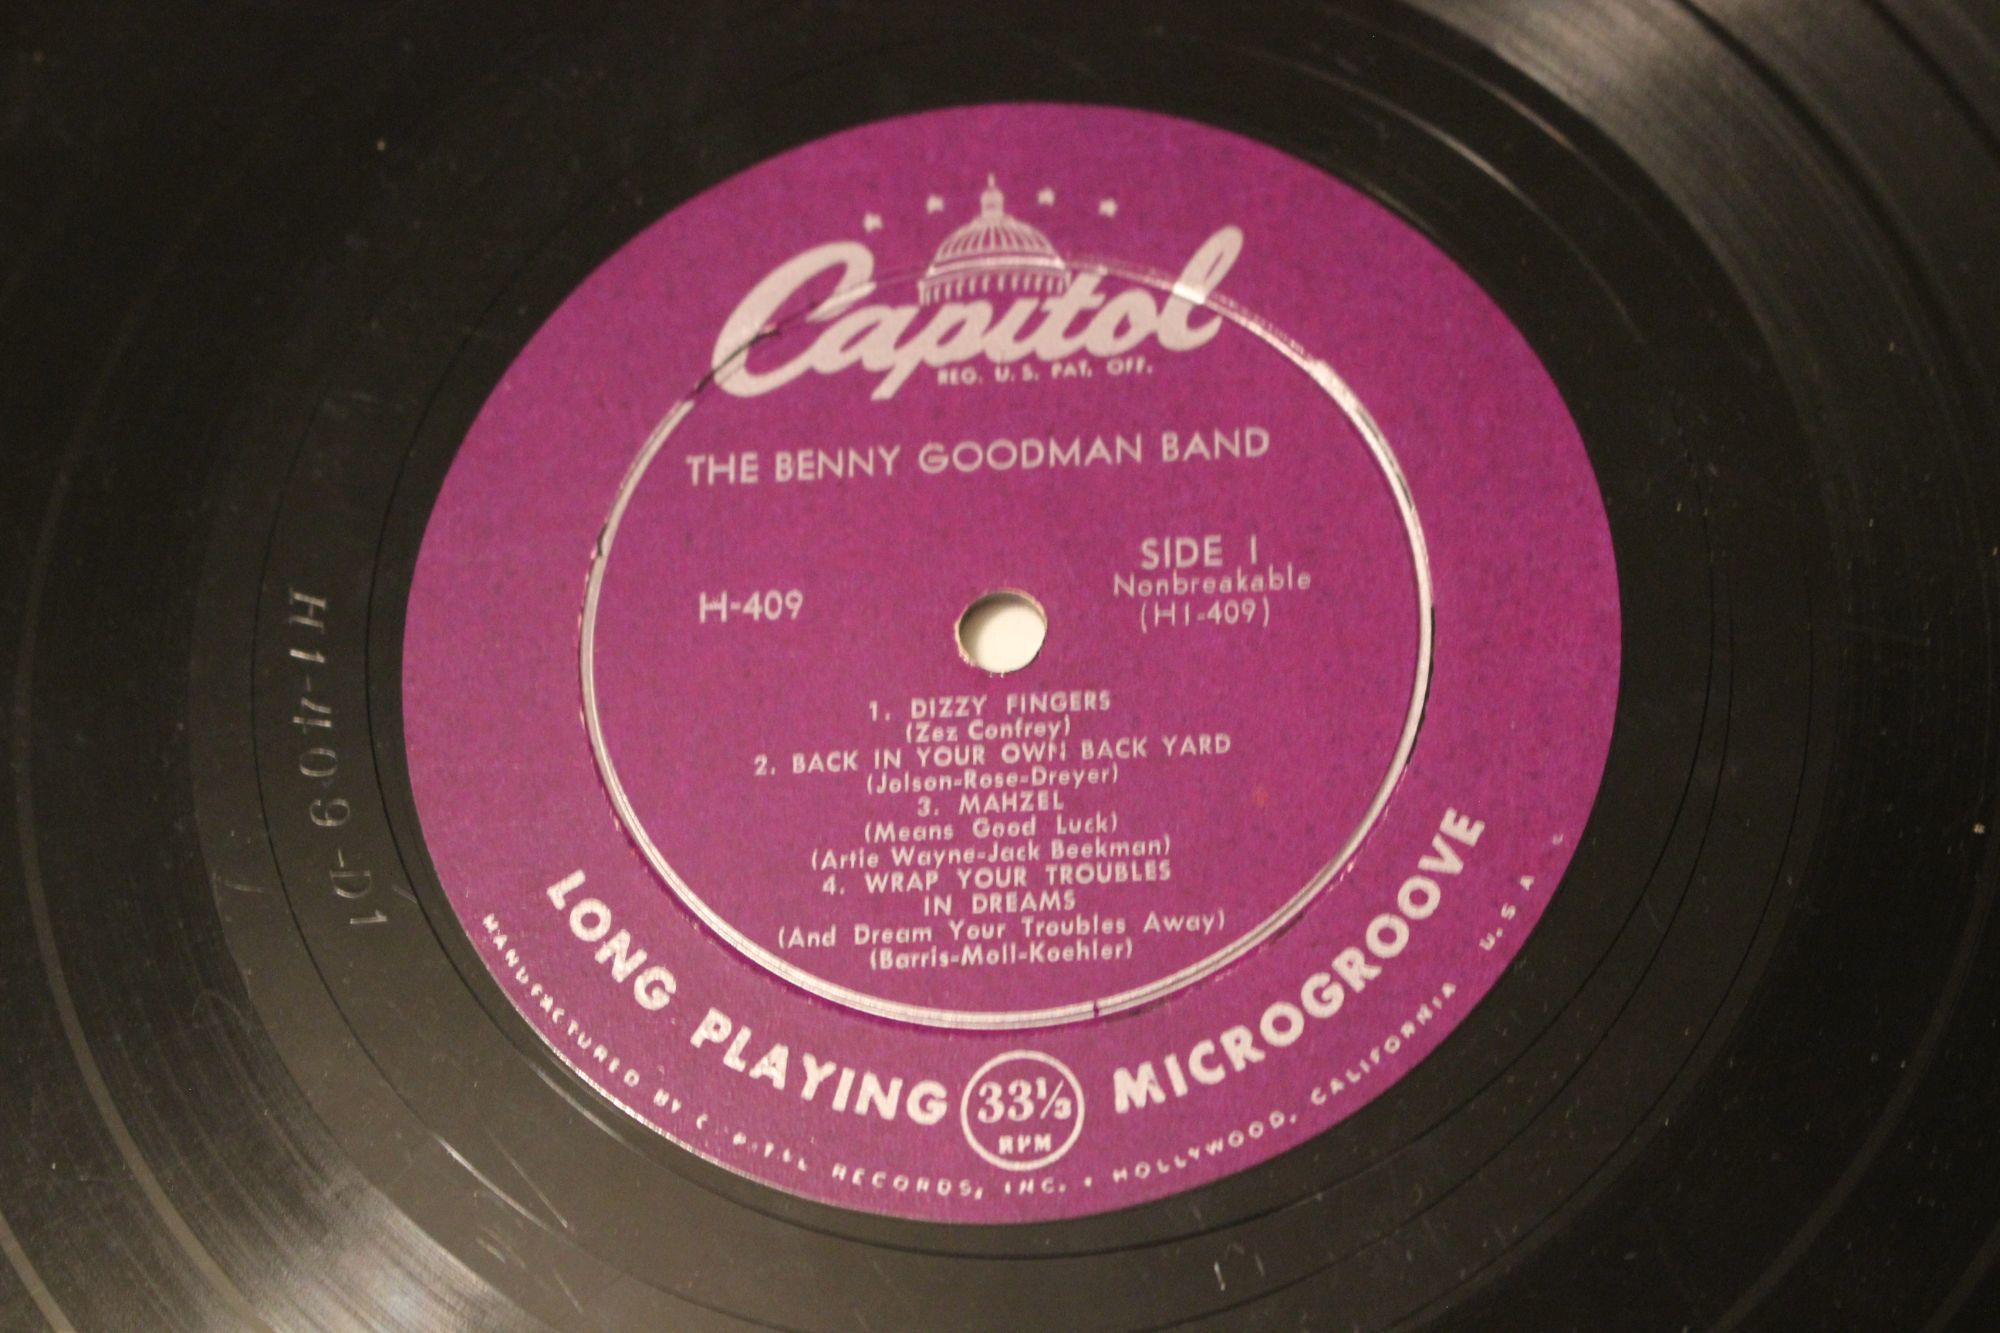 Capitol
REG. U.S. PAT. OFF.
THE BENNY GOODMAN BAND
SIDE 1
Nonbreakable
H-409
(H1-409)
1. DIZZY FINGERS
(Zez Confrey)
2. BACK IN YOUR OWN BACK YARD
(Jolson-Rose-Dreyer)
3. MAHZEL
(Means Good Luck)
(Artie Wayne-Jack Beekman)
4. WRAP YOUR TROUBLES
IN DREAMS
(And Dream Your Troubles Away)
(Barris-Moll-Koehler)
LONG PLAYING 33⅓ RPM MICROGROOVE
MANUFACTURED BY CAPITOL RECORDS, INC. • HOLLYWOOD, CALIFORNIA U.S.A.
H1-409-D1